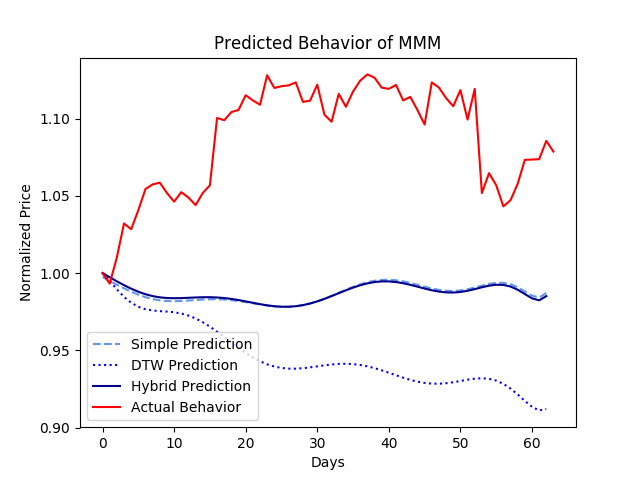 Predicted Behavior of MMM
Normalized Price
1.10
1.05
1.00
0.95
0.90
Simple Prediction
DTW Prediction
Hybrid Prediction
Actual Behavior
0 10 20 30 40 50 60
Days